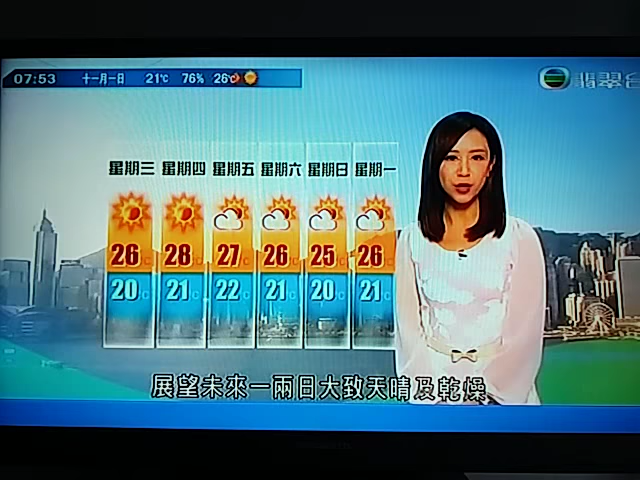 07:53 十一月一日 21℃ 76% 26℃
翡翠台
星期三 星期四 星期五 星期六 星期日 星期一
26℃ 28℃ 27℃ 26℃ 25℃ 26℃
20℃ 21℃ 22℃ 21℃ 20℃ 21℃
展望未來一兩日大致天晴及乾燥